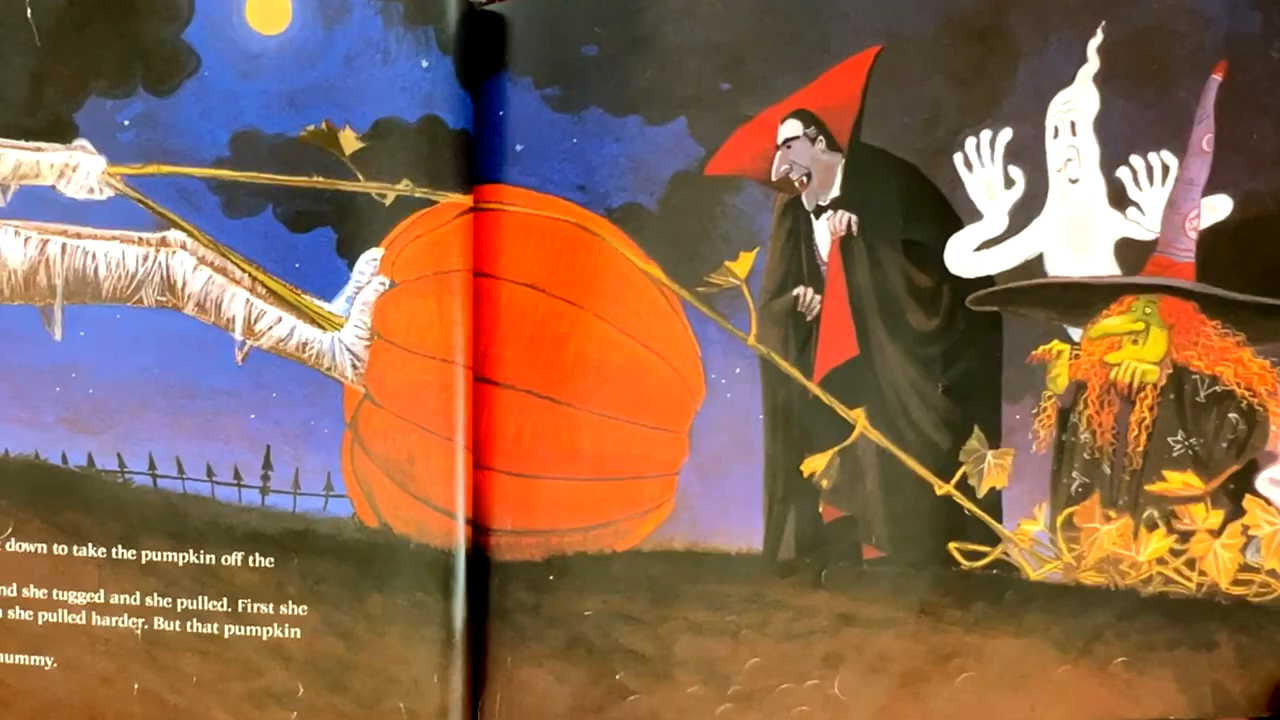 down to take the pumpkin off the
nd she tugged and she pulled. First she
she pulled harder. But that pumpkin
mummy.